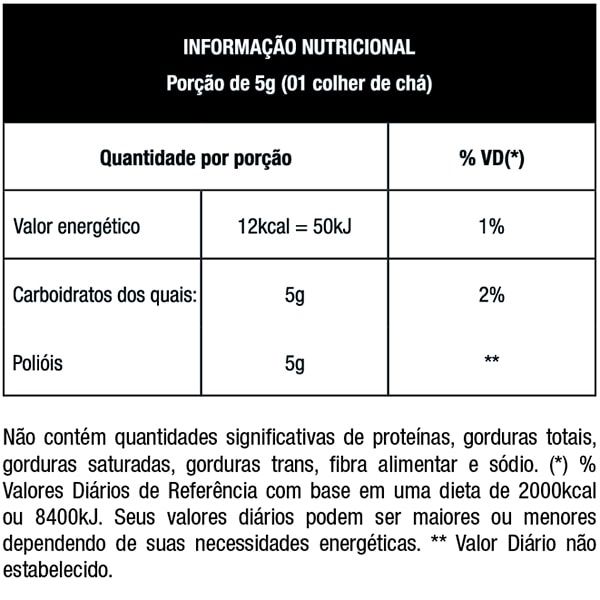 INFORMAÇÃO NUTRICIONAL
Porção de 5g (01 colher de chá)
Quantidade por porção % VD(*)
Valor energético 12kcal = 50kJ 1%
Carboidratos dos quais: 5g 2%
Polióis 5g **
Não contém quantidades significativas de proteínas, gorduras totais,
gorduras saturadas, gorduras trans, fibra alimentar e sódio. (*) %
Valores Diários de Referência com base em uma dieta de 2000kcal
ou 8400kJ. Seus valores diários podem ser maiores ou menores
dependendo de suas necessidades energéticas. ** Valor Diário não
estabelecido.